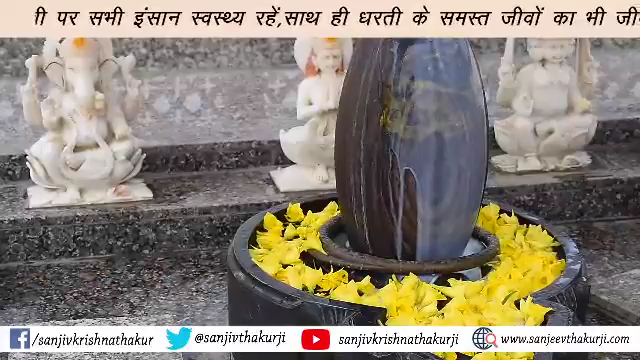 पर सभी इंसान स्वस्थ्य रहें,साथ ही धरती के समस्त जीवों का भी
/sanjivkrishnathakur /@sanjivthakurji /sanjivkrishnathakurji /www.sanjeevthakurji.com